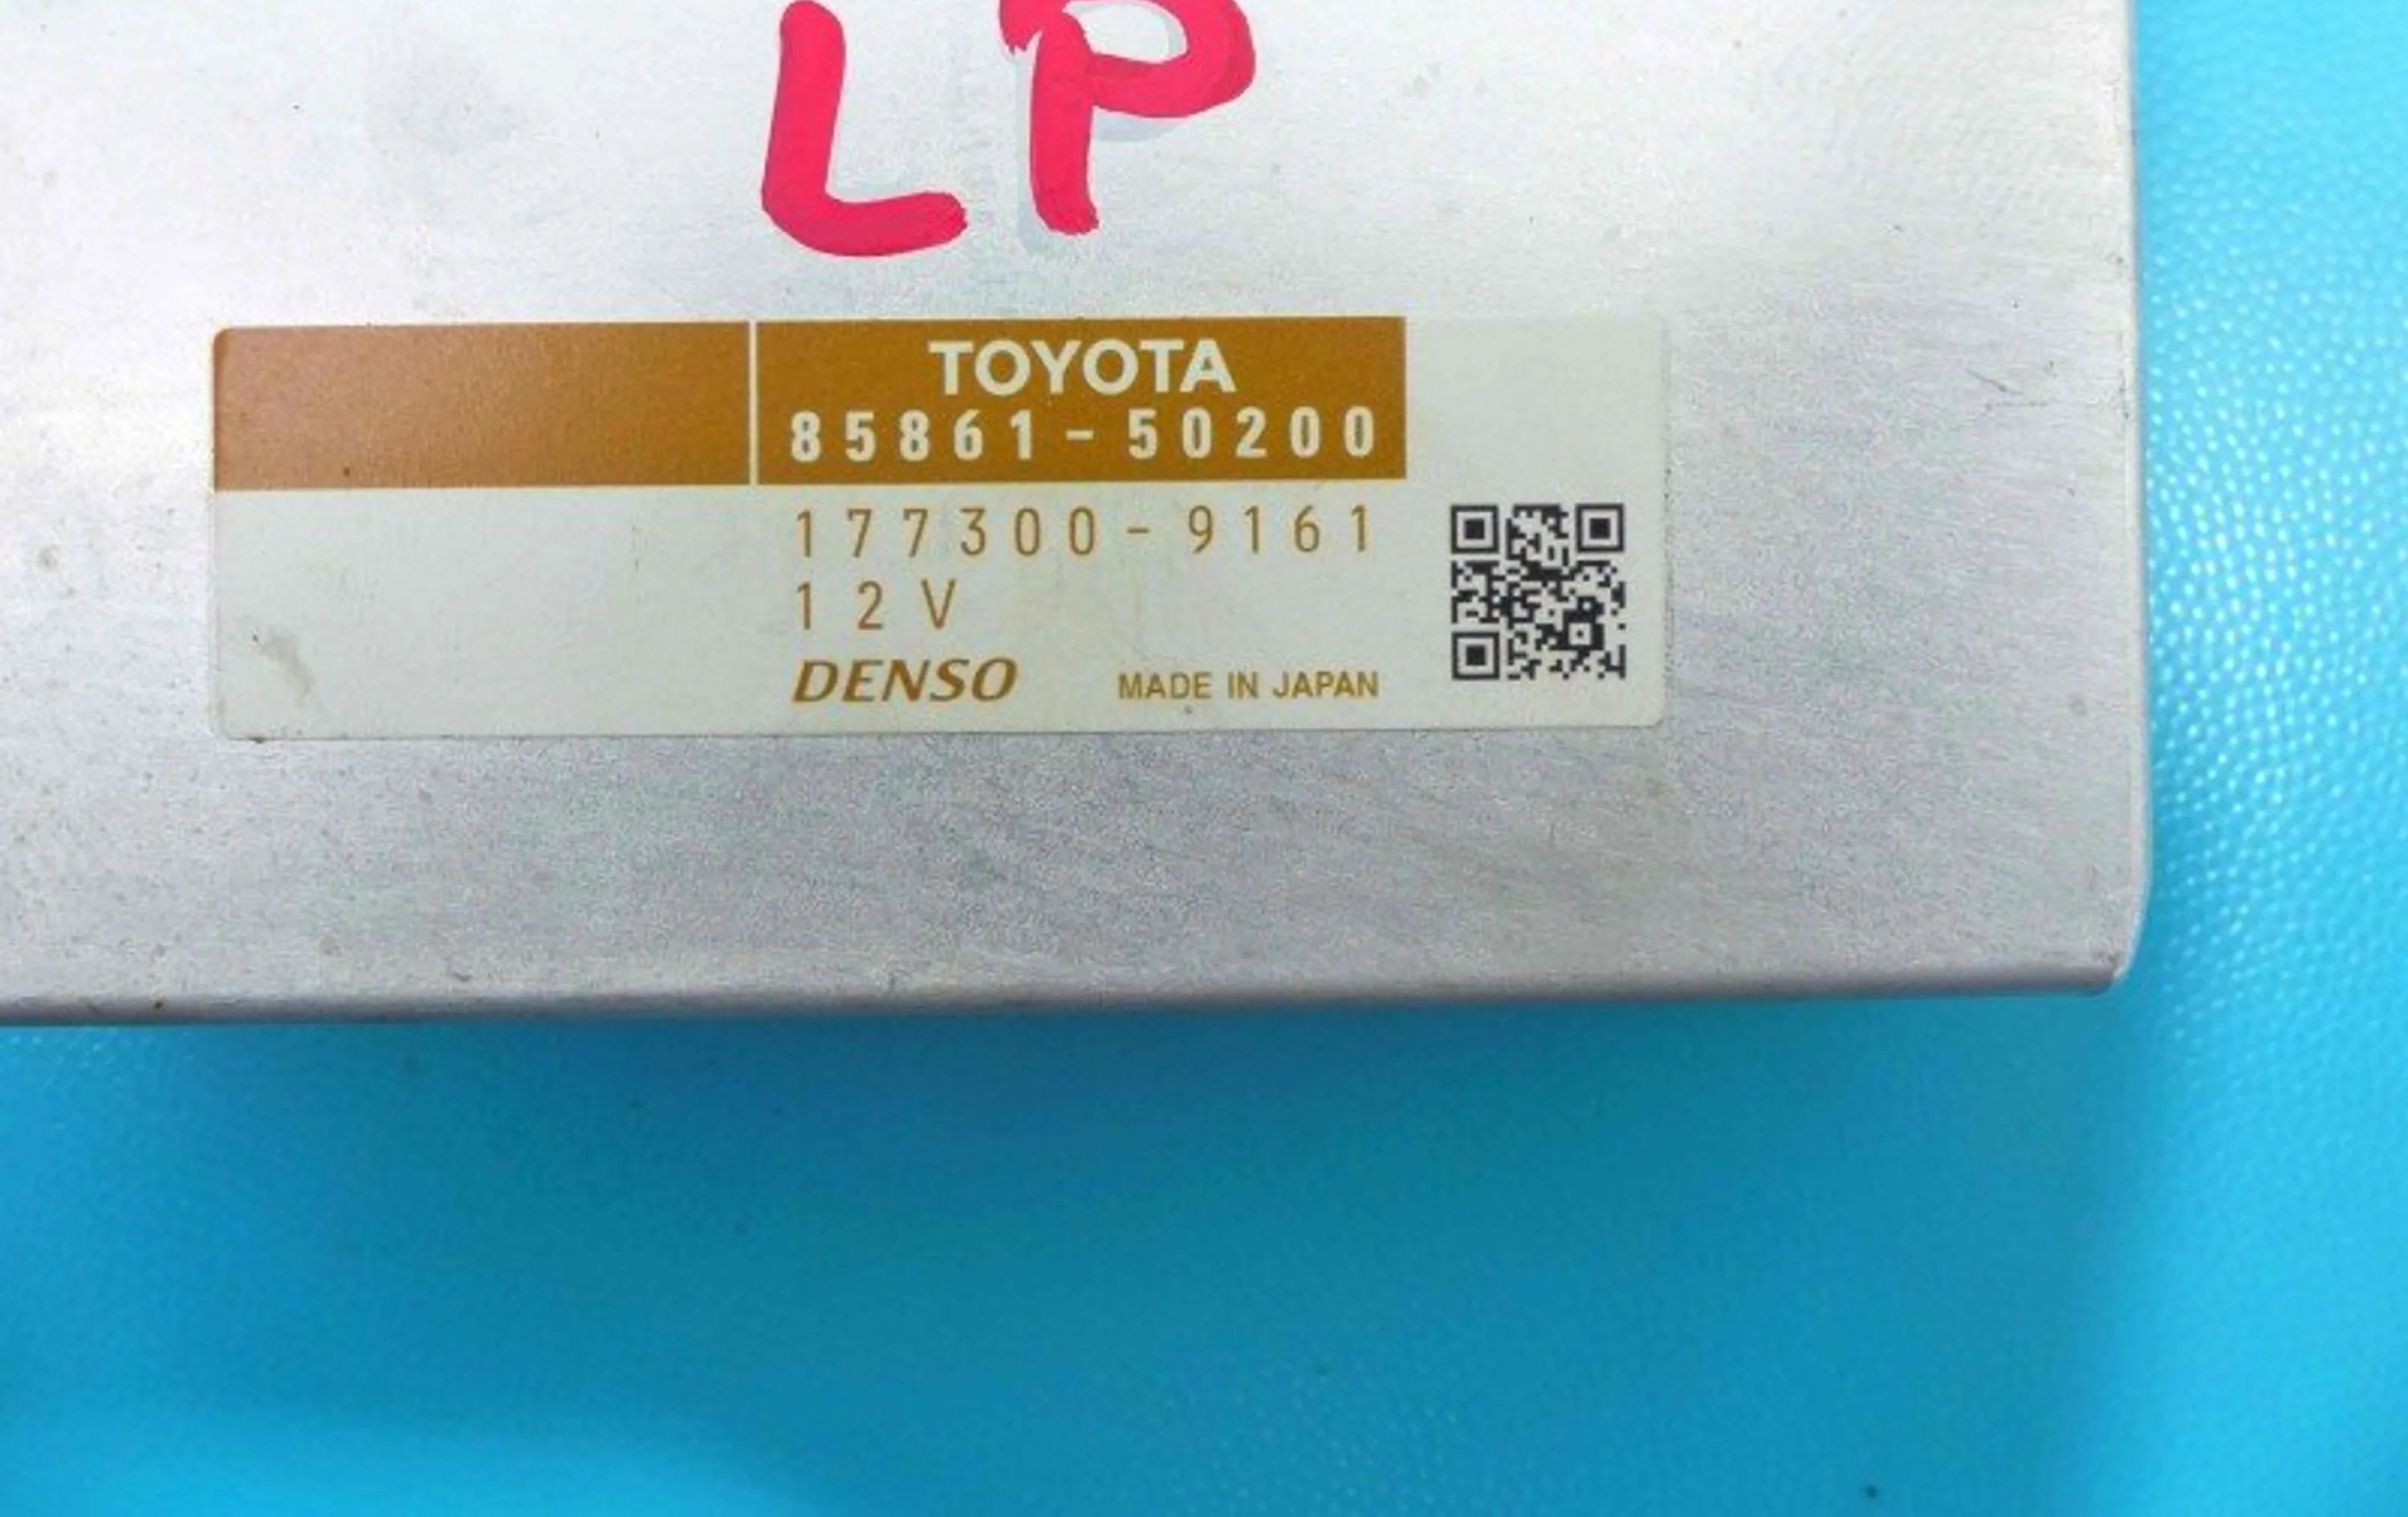 LP
TOYOTA
85861-50200
177300-9161
12V
DENSO MADE IN JAPAN